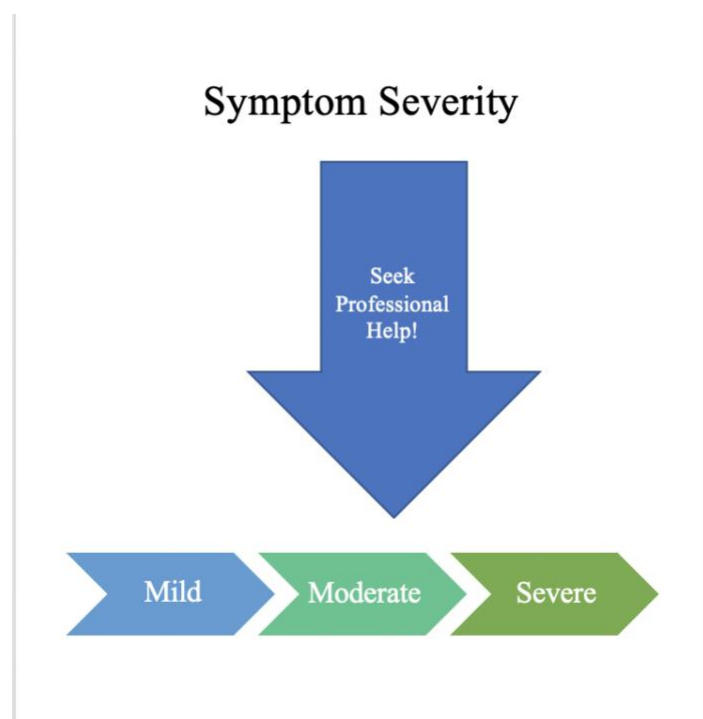 Symptom Severity
Seek
Professional
Help!
Mild
Moderate
Severe